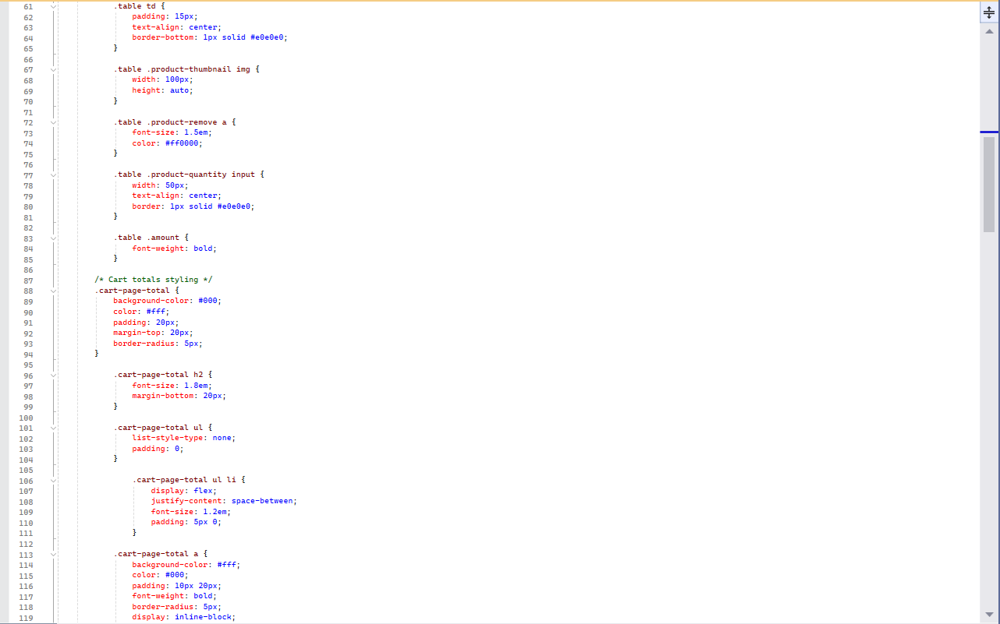 61 .table td {
62 padding: 15px;
63 text-align: center;
64 border-bottom: 1px solid #e0e0e0;
65 }
66
67 .table .product-thumbnail img {
68 width: 100px;
69 height: auto;
70 }
71
72 .table .product-remove a {
73 font-size: 1.5em;
74 color: #ff0000;
75 }
76
77 .table .product-quantity input {
78 width: 50px;
79 text-align: center;
80 border: 1px solid #e0e0e0;
81 }
82
83 .table .amount {
84 font-weight: bold;
85 }
86
87 /* Cart totals styling */
88 .cart-page-total {
89 background-color: #000;
90 color: #fff;
91 padding: 20px;
92 margin-top: 20px;
93 border-radius: 5px;
94 }
95
96 .cart-page-total h2 {
97 font-size: 1.8em;
98 margin-bottom: 20px;
99 }
100
101 .cart-page-total ul {
102 list-style-type: none;
103 padding: 0;
104 }
105
106 .cart-page-total ul li {
107 display: flex;
108 justify-content: space-between;
109 font-size: 1.2em;
110 padding: 5px 0;
111 }
112
113 .cart-page-total a {
114 background-color: #fff;
115 color: #000;
116 padding: 10px 20px;
117 font-weight: bold;
118 border-radius: 5px;
119 display: inline-block;